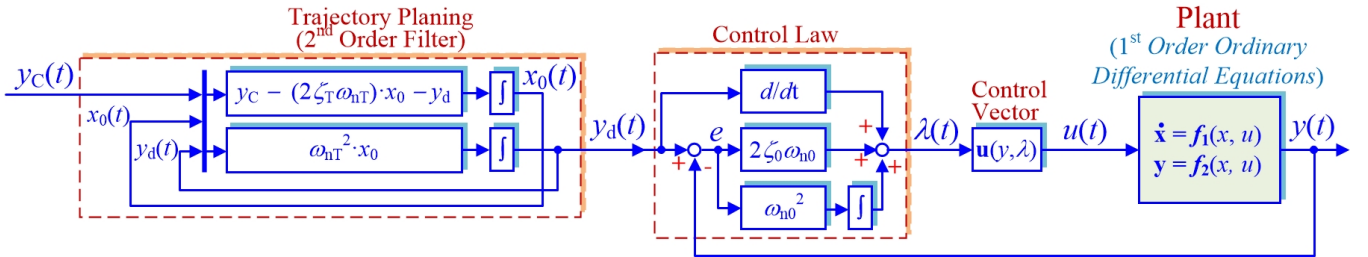 Trajectory Planing
(2nd Order Filter)
yC(t)
x0(t)
yd(t)
yC − (2ζTωnT)·x0 − yd
∫
x0(t)
ωnT²·x0
∫
yd(t)
Control Law
d/dt
e
+
-
2ζ0ωn0
ωn0²
∫
+
+
+
λ(t)
Control
Vector
u(y,λ)
u(t)
Plant
(1st Order Ordinary
Differential Equations)
ẋ = f1(x, u)
y = f2(x, u)
y(t)